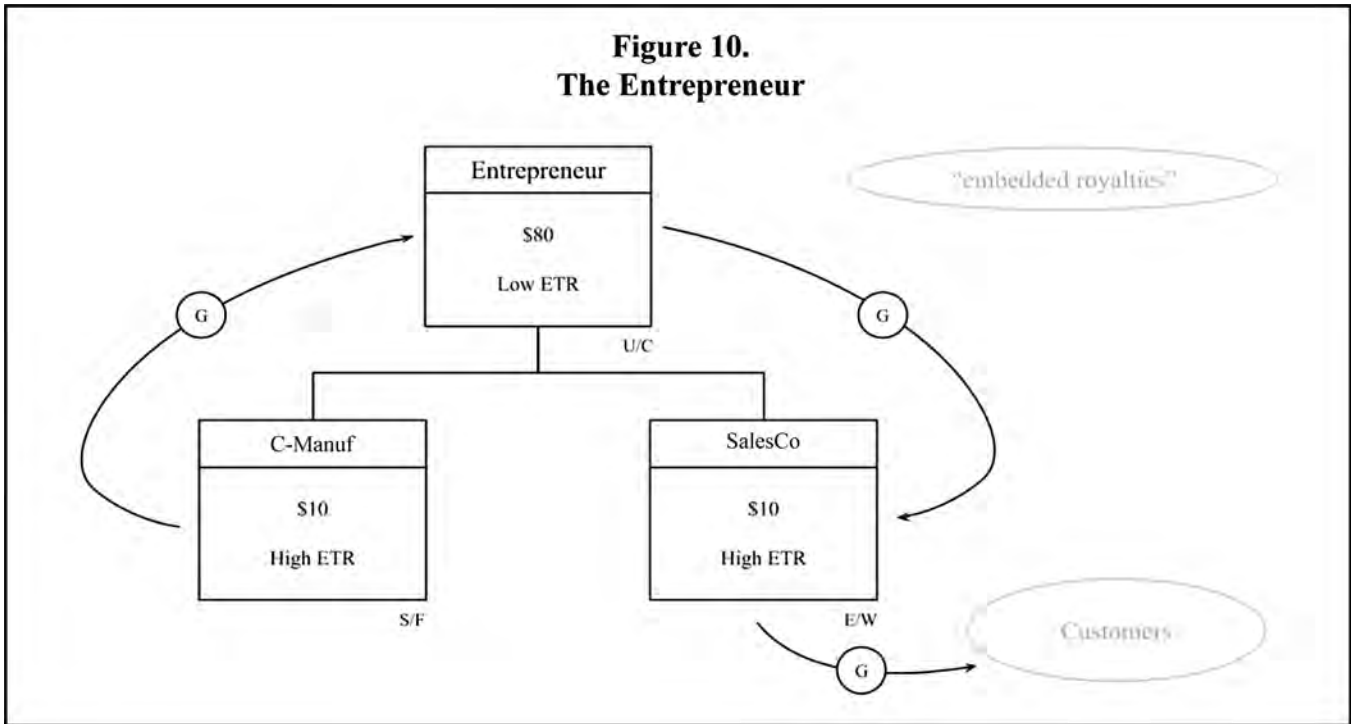 Figure 10.
The Entrepreneur
Entrepreneur
"embedded royalties"
$80
Low ETR
G
G
U/C
C-Manuf
SalesCo
$10
$10
High ETR
High ETR
S/F
E/W
Customers
G